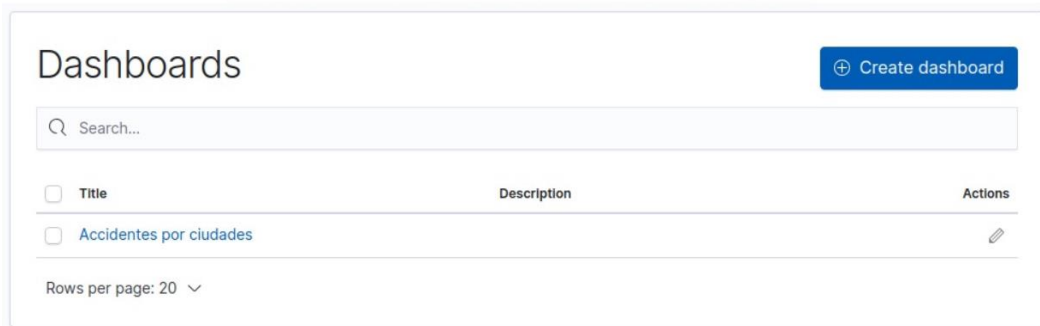 Dashboards
Create dashboard
Search...
Title Description Actions
Accidentes por ciudades
Rows per page: 20